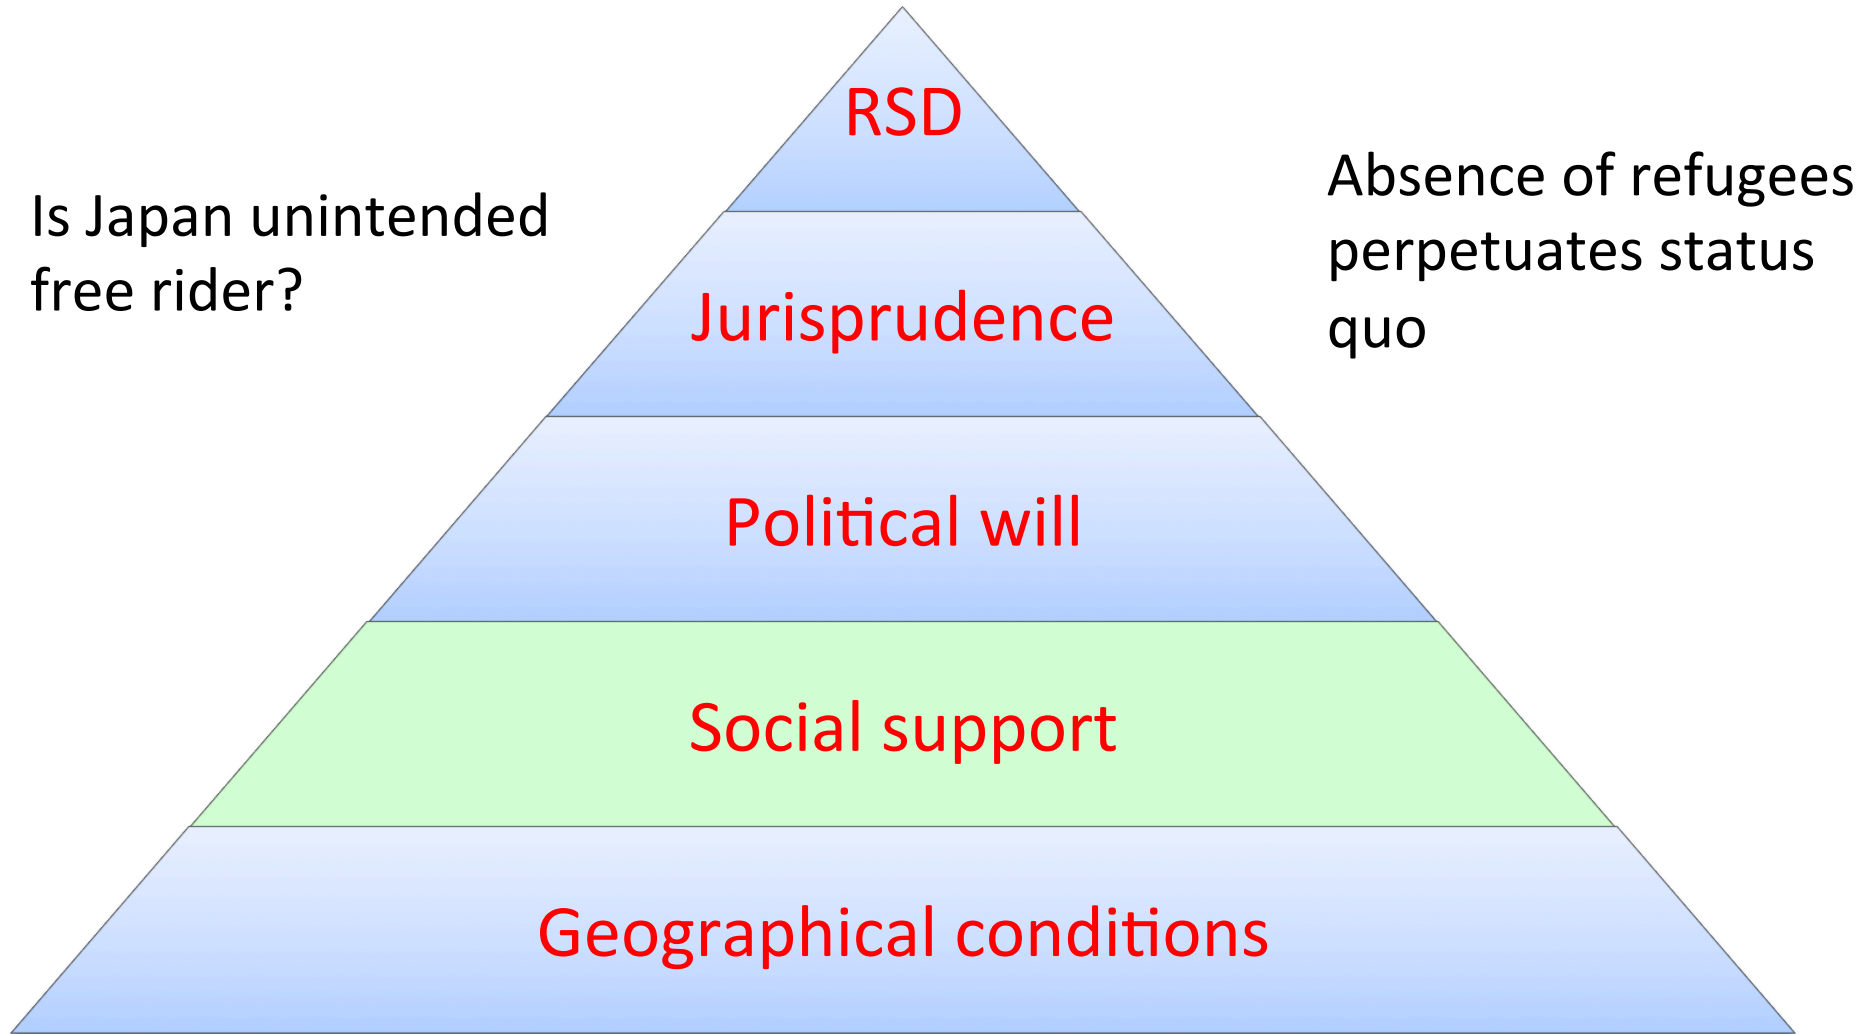 RSD
Is Japan unintended
free rider?
Absence of refugees
perpetuates status
quo
Jurisprudence
Political will
Social support
Geographical conditions